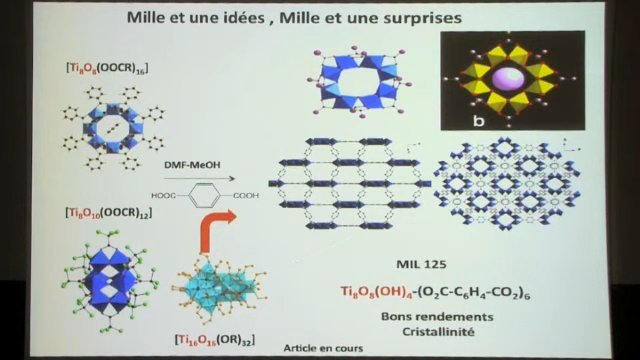 Mille et une idées , Mille et une surprises
[Ti8O8(OOCR)16]
b
DMF-MeOH
HOOC
COOH
[Ti8O10(OOCR)12]
MIL 125
Ti8O8(OH)4-(O2C-C6H4-CO2)6
Bons rendements
Cristallinité
[Ti16O16(OR)32]
Article en cours